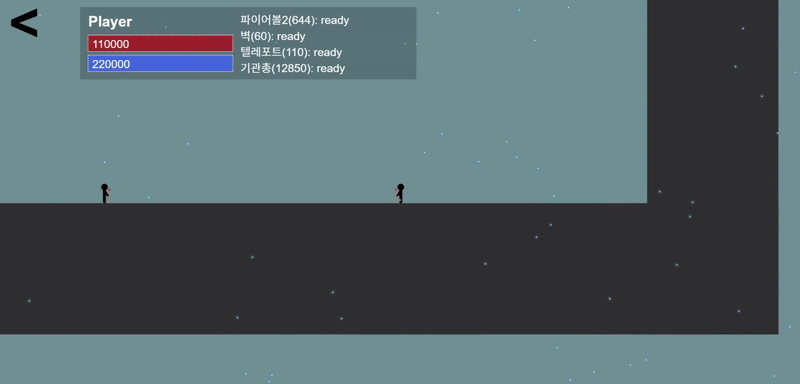 <
Player
110000
220000
파이어볼2(644): ready
벽(60): ready
텔레포트(110): ready
기관총(12850): ready